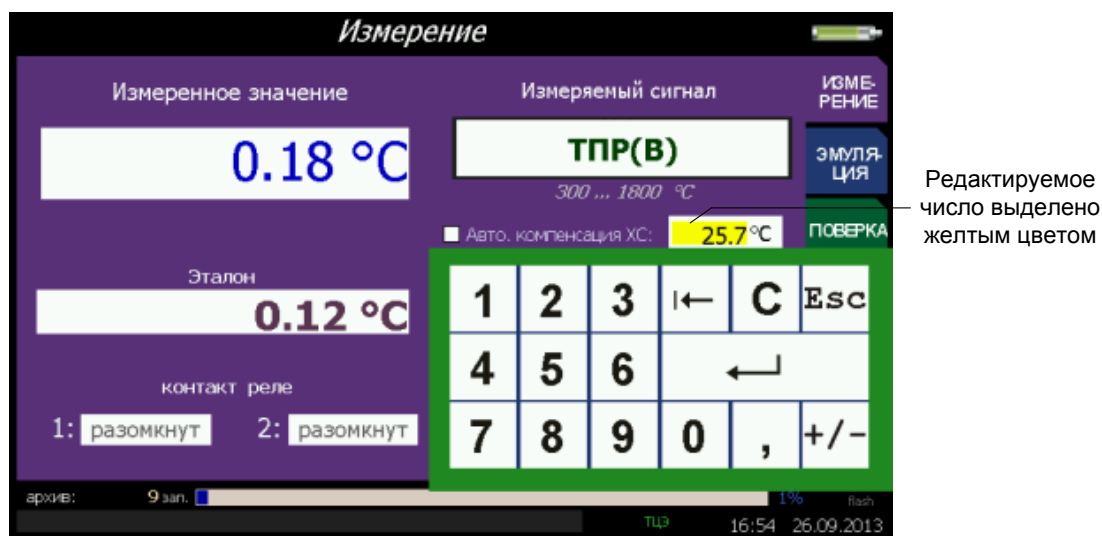 Измерение
Измеренное значение
0.18 °C
Измеряемый сигнал
ТПР(В)
300 ... 1800 °C
Авто. компенсация ХС: 25.7 °C
ИЗМЕ-
РЕНИЕ
ЭМУЛЯ-
ЦИЯ
ПОВЕРКА
Редактируемое
число выделено
желтым цветом
Эталон
0.12 °C
контакт реле
1: разомкнут 2: разомкнут
1 2 3 I← C Esc
4 5 6 ↵
7 8 9 0 , +/-
архив: 9 зап. 1% flash
ТЦЭ 16:54 26.09.2013